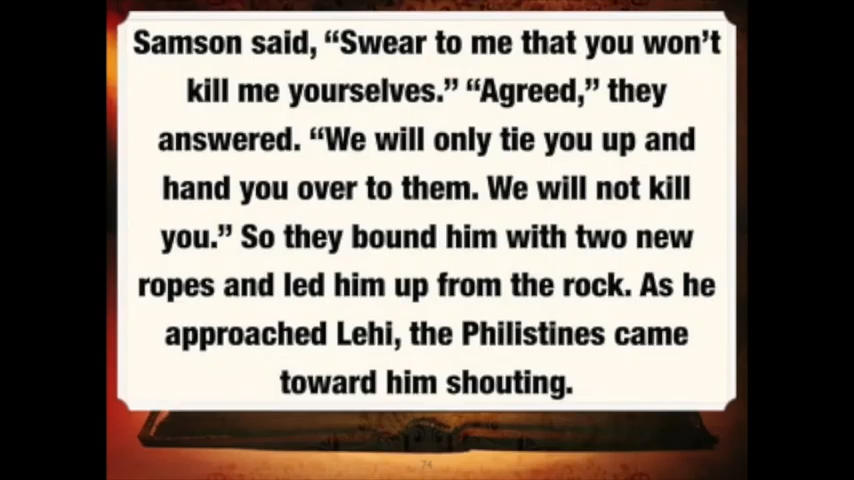 Samson said, “Swear to me that you won’t
kill me yourselves.” “Agreed,” they
answered. “We will only tie you up and
hand you over to them. We will not kill
you.” So they bound him with two new
ropes and led him up from the rock. As he
approached Lehi, the Philistines came
toward him shouting.
74